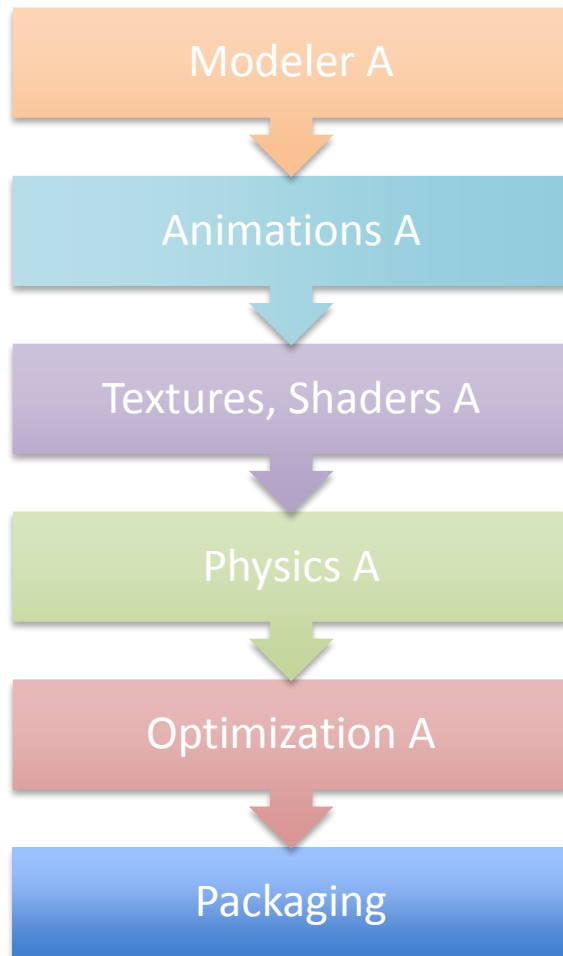 Modeler A
Animations A
Textures, Shaders A
Physics A
Optimization A
Packaging